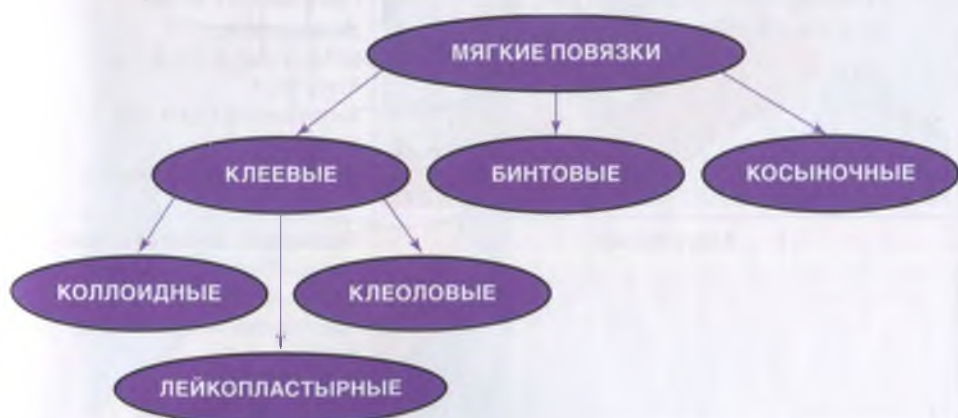 МЯГКИЕ ПОВЯЗКИ
КЛЕЕВЫЕ
БИНТОВЫЕ
КОСЫНОЧНЫЕ
КОЛЛОИДНЫЕ
КЛЕОЛОВЫЕ
ЛЕЙКОПЛАСТЫРНЫЕ